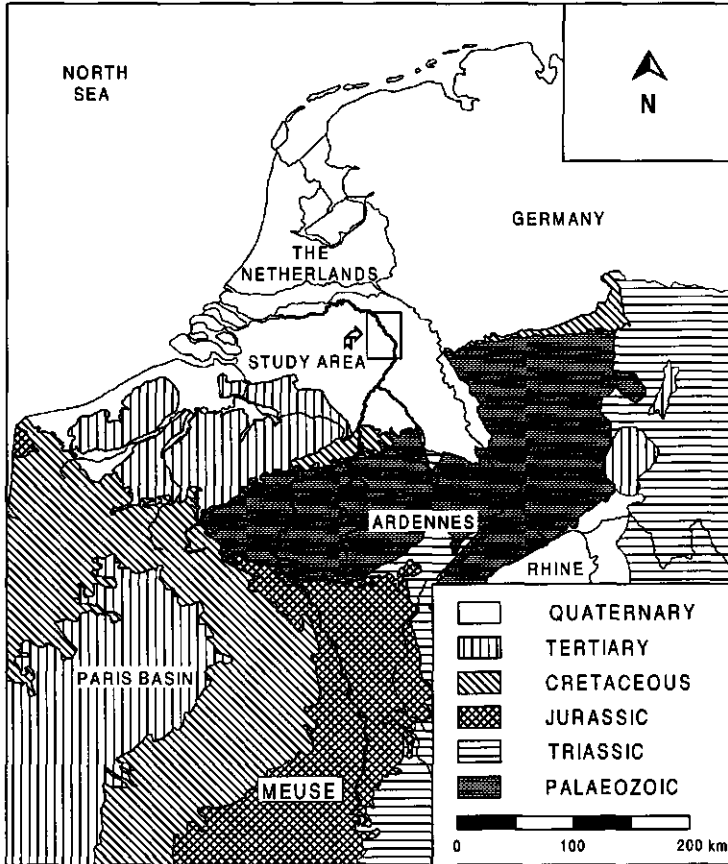 NORTH
SEA
N
GERMANY
THE
NETHERLANDS
STUDY AREA
ARDENNES
RHINE
PARIS BASIN
MEUSE
QUATERNARY
TERTIARY
CRETACEOUS
JURASSIC
TRIASSIC
PALAEOZOIC
0 100 200 km